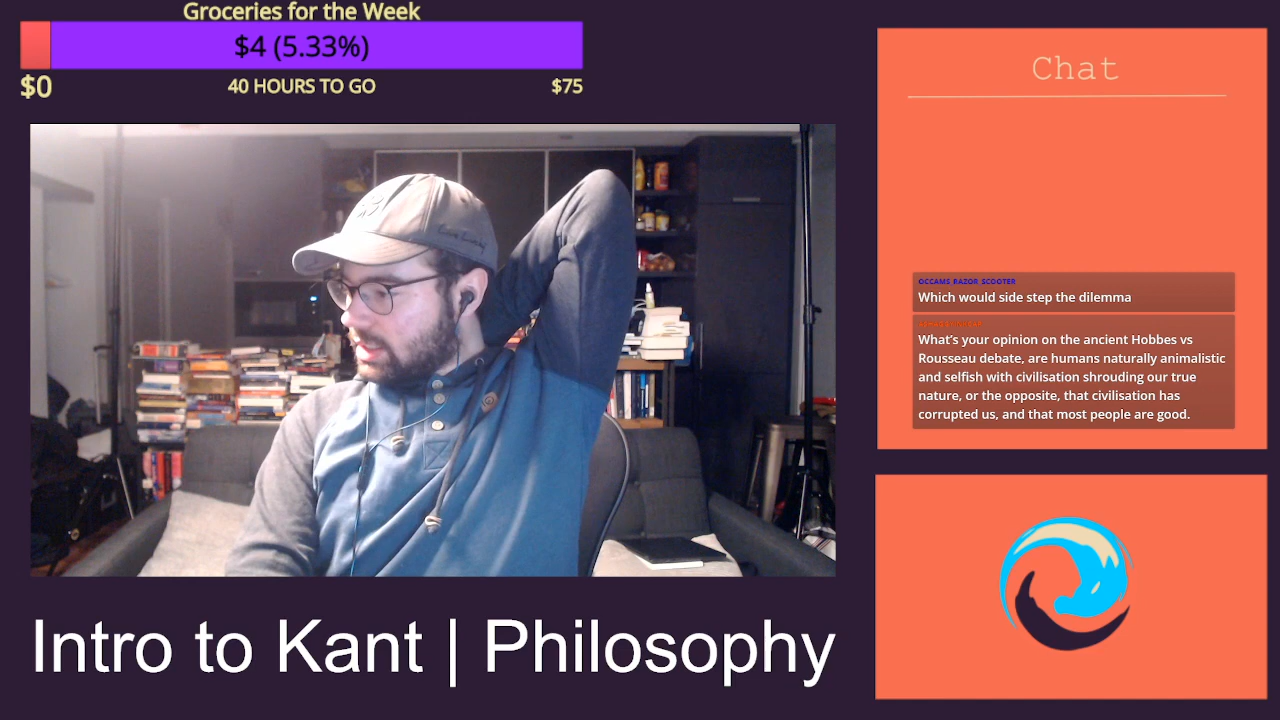 Groceries for the Week
$4 (5.33%)
$0
40 HOURS TO GO
$75
Chat
OCCAMS_RAZOR_SCOOTER
Which would side step the dilemma
What's your opinion on the ancient Hobbes vs
Rousseau debate, are humans naturally animalistic
and selfish with civilisation shrouding our true
nature, or the opposite, that civilisation has
corrupted us, and that most people are good.
Intro to Kant | Philosophy